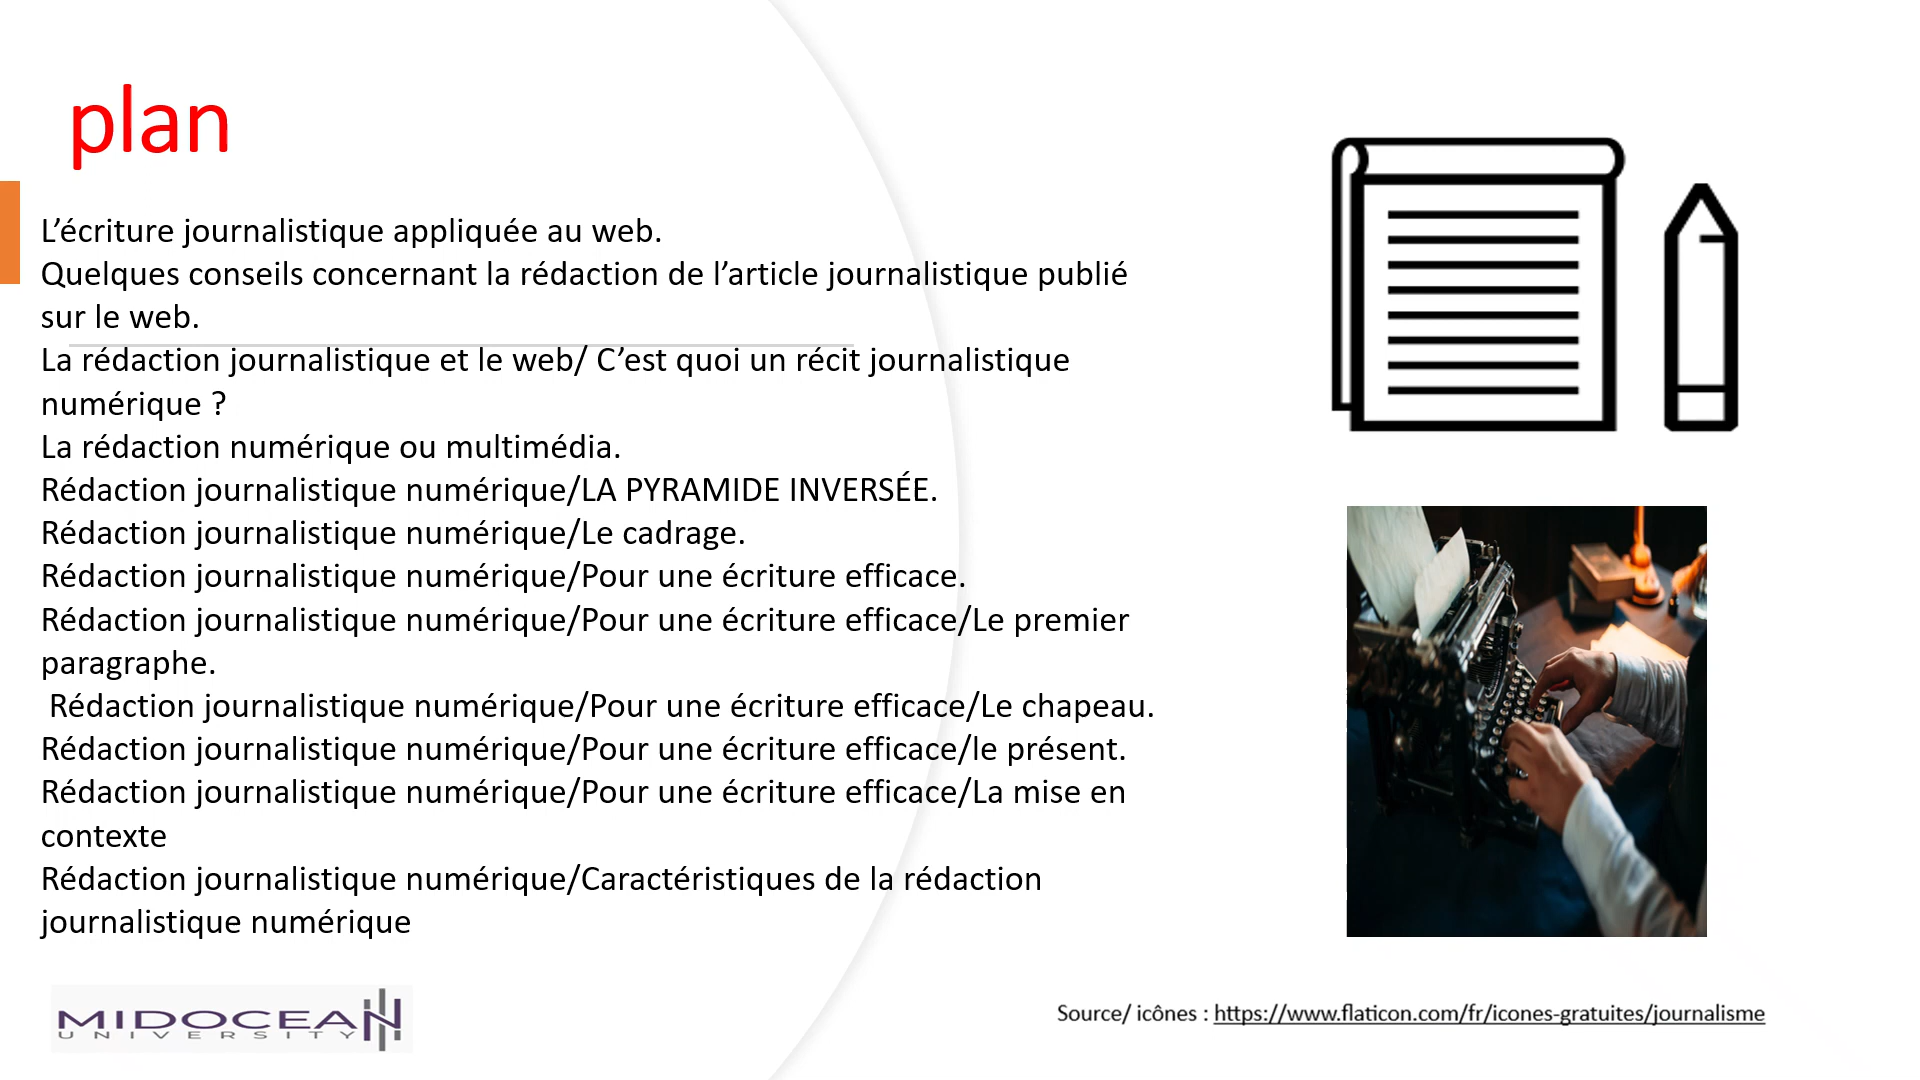 plan
L’écriture journalistique appliquée au web.
Quelques conseils concernant la rédaction de l’article journalistique publié
sur le web.
La rédaction journalistique et le web/ C’est quoi un récit journalistique
numérique ?
La rédaction numérique ou multimédia.
Rédaction journalistique numérique/LA PYRAMIDE INVERSÉE.
Rédaction journalistique numérique/Le cadrage.
Rédaction journalistique numérique/Pour une écriture efficace.
Rédaction journalistique numérique/Pour une écriture efficace/Le premier
paragraphe.
Rédaction journalistique numérique/Pour une écriture efficace/Le chapeau.
Rédaction journalistique numérique/Pour une écriture efficace/le présent.
Rédaction journalistique numérique/Pour une écriture efficace/La mise en
contexte
Rédaction journalistique numérique/Caractéristiques de la rédaction
journalistique numérique
MIDOCEAN
UNIVERSITY
Source/ icônes : https://www.flaticon.com/fr/icones-gratuites/journalisme